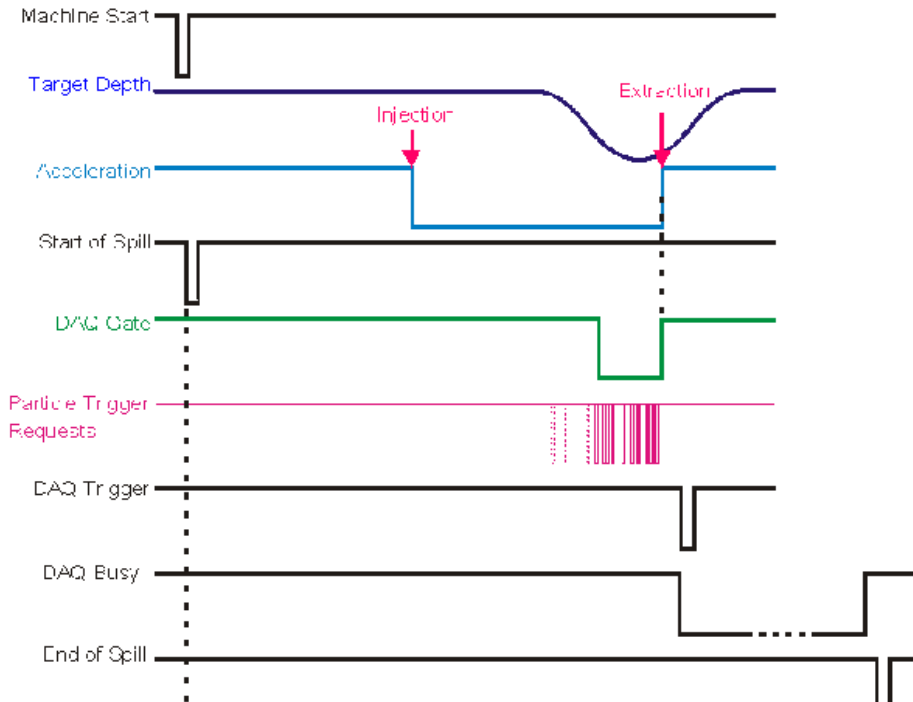 Machine Start
Target Depth
Extraction
Injection
Acceleration
Start of Spill
DAQ Gate
Particle Trigger
Requests
DAQ Trigger
DAQ Busy
End of Spill